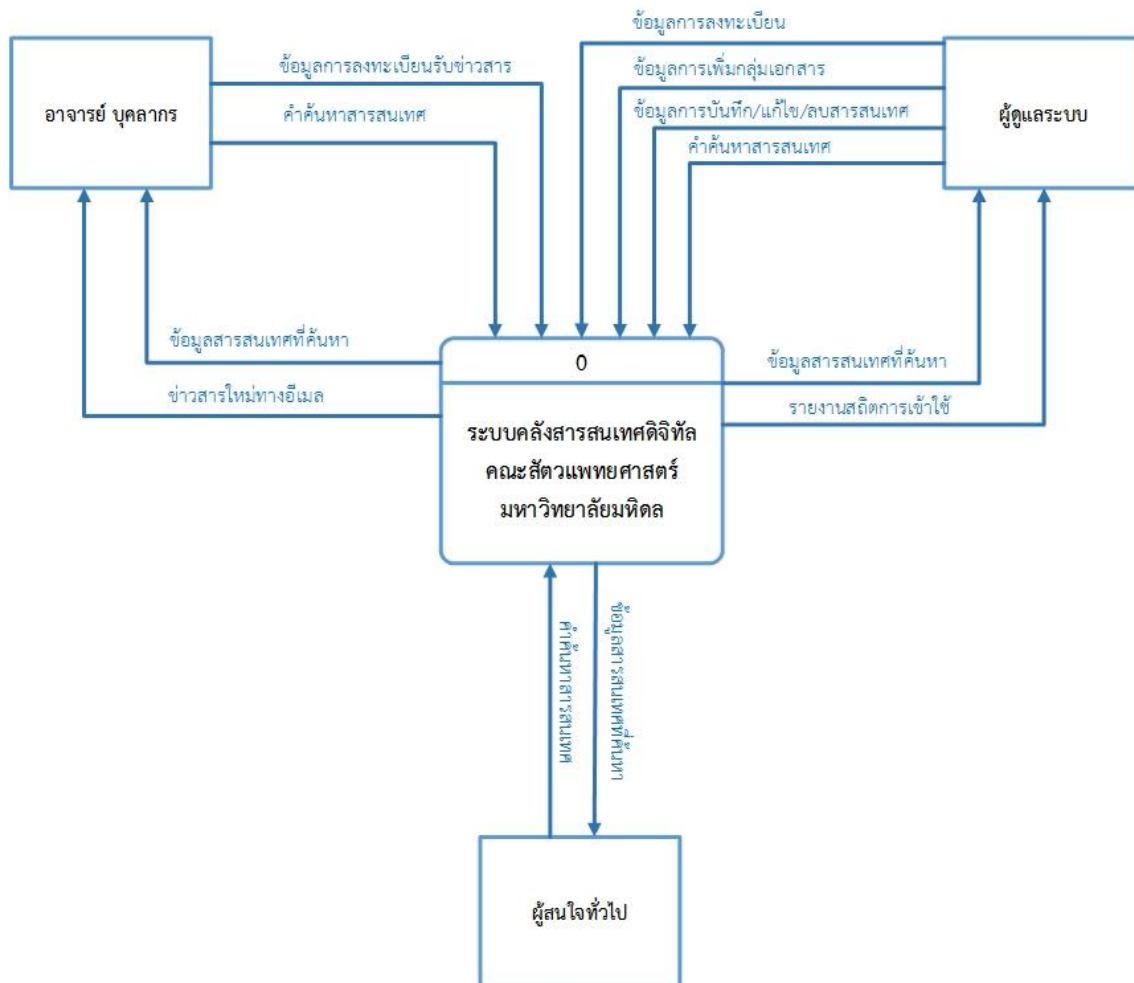 ข้อมูลการลงทะเบียน
ข้อมูลการลงทะเบียนรับข่าวสาร
ข้อมูลการเพิ่มกลุ่มเอกสาร
อาจารย์ บุคลากร
คำค้นหาสารสนเทศ
ข้อมูลการบันทึก/แก้ไข/ลบสารสนเทศ
ผู้ดูแลระบบ
คำค้นหาสารสนเทศ
ข้อมูลสารสนเทศที่ค้นหา
0
ข้อมูลสารสนเทศที่ค้นหา
ข่าวสารใหม่ทางอีเมล
รายงานสถิตการเข้าใช้
ระบบคลังสารสนเทศดิจิทัล
คณะสัตวแพทยศาสตร์
มหาวิทยาลัยมหิดล
คำค้นหาสารสนเทศ
ข้อมูลสารสนเทศที่ค้นหา
ผู้สนใจทั่วไป